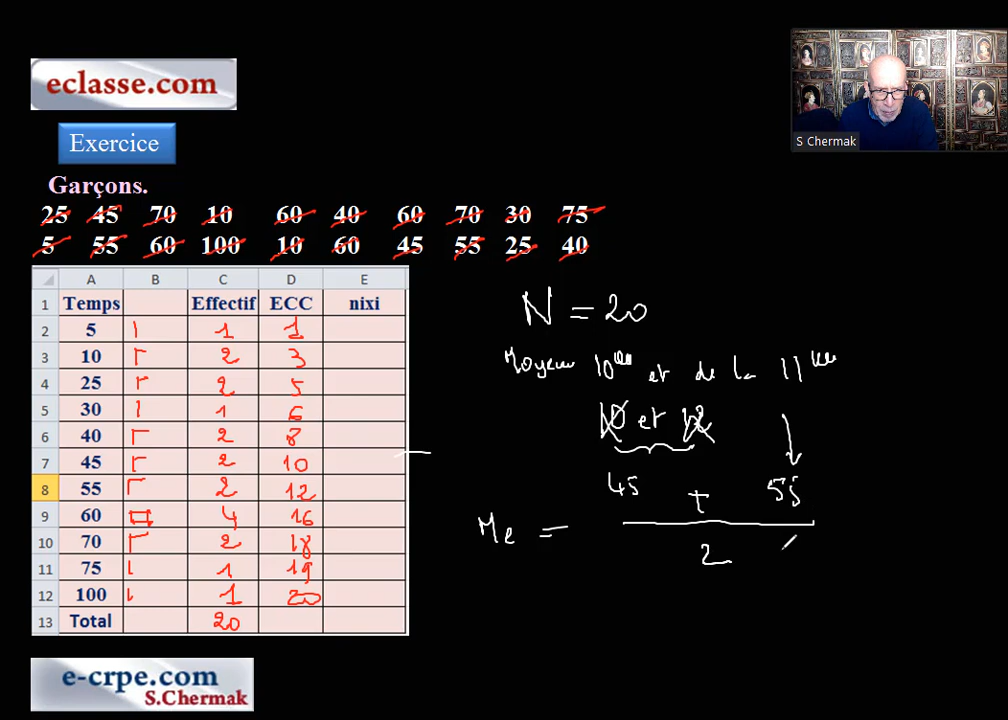 eclasse.com
Exercice
S Chermak
Garçons.
25 45 70 10 60 40 60 70 30 75
5 55 60 100 10 60 45 55 25 40
A B C D E
1 Temps Effectif ECC nixi
2 5 1 1
3 10 2 3
4 25 2 5
5 30 1 6
6 40 2 8
7 45 2 10
8 55 2 12
9 60 4 16
10 70 2 18
11 75 1 19
12 100 1 20
13 Total 20
N = 20
Moyenne 10ème et de la 11ème
10 et 12
45 + 55
Me =
2
e-crpe.com
S.Chermak